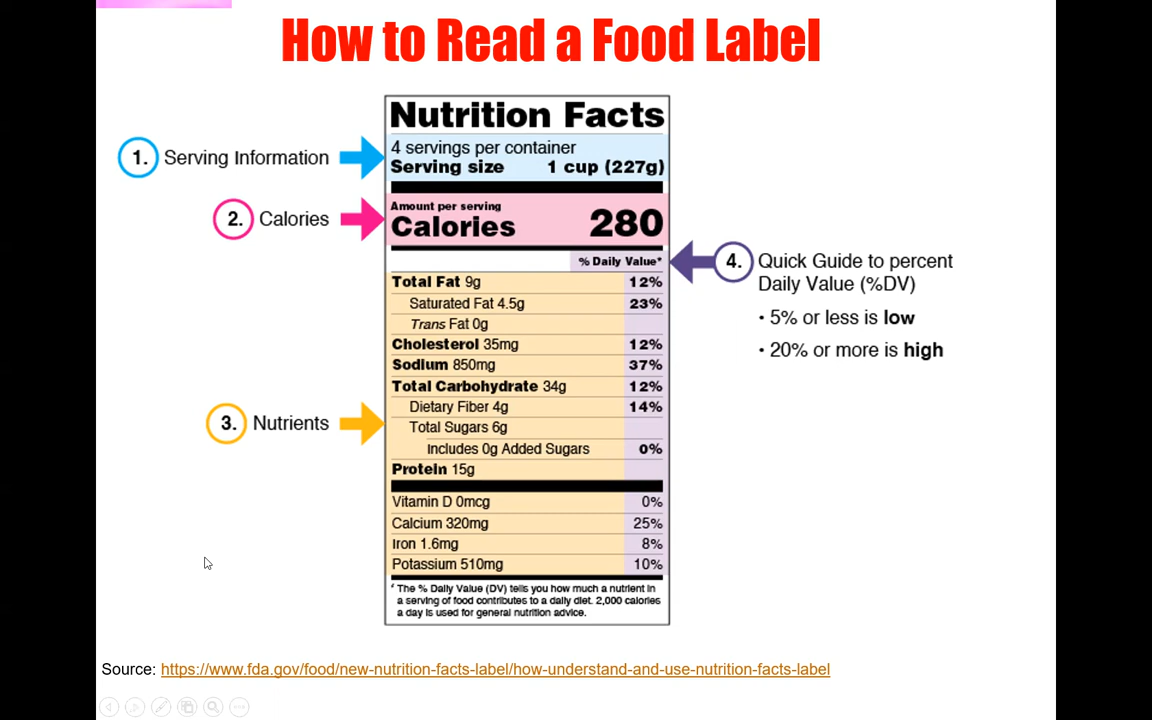 How to Read a Food Label
Nutrition Facts
1. Serving Information
4 servings per container
Serving size 1 cup (227g)
2. Calories
Amount per serving
Calories 280
% Daily Value*
4. Quick Guide to percent
Daily Value (%DV)
• 5% or less is low
• 20% or more is high
Total Fat 9g 12%
Saturated Fat 4.5g 23%
Trans Fat 0g
Cholesterol 35mg 12%
Sodium 850mg 37%
Total Carbohydrate 34g 12%
Dietary Fiber 4g 14%
3. Nutrients
Total Sugars 6g
Includes 0g Added Sugars 0%
Protein 15g
Vitamin D 0mcg 0%
Calcium 320mg 25%
Iron 1.6mg 8%
Potassium 510mg 10%
* The % Daily Value (DV) tells you how much a nutrient in
a serving of food contributes to a daily diet. 2,000 calories
a day is used for general nutrition advice.
Source: https://www.fda.gov/food/new-nutrition-facts-label/how-understand-and-use-nutrition-facts-label